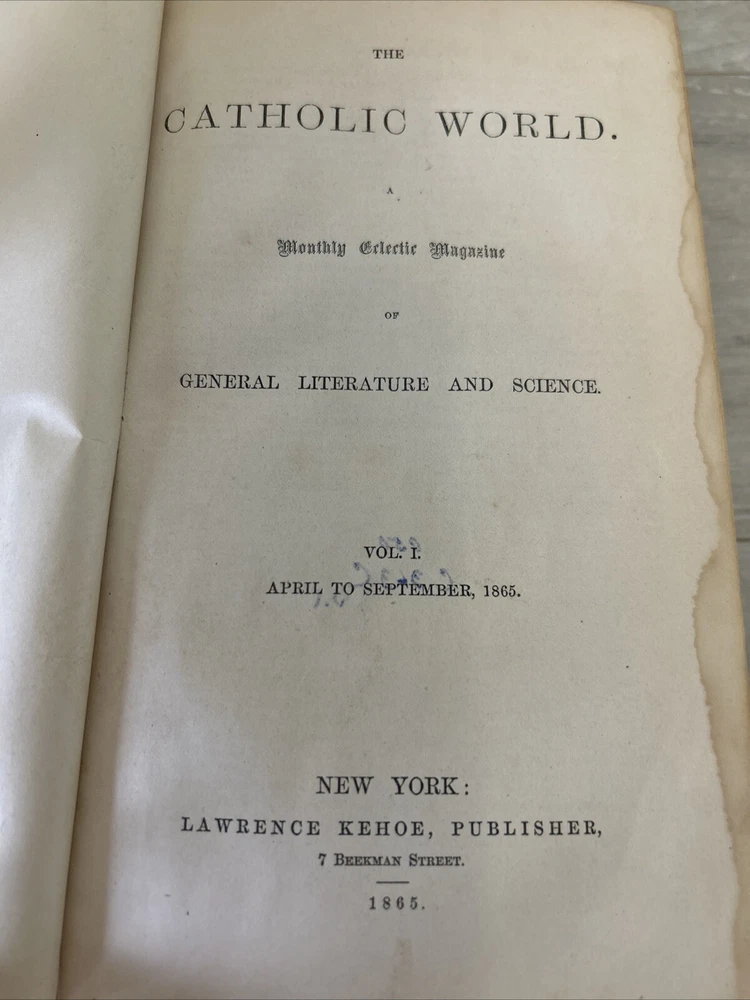 THE
CATHOLIC WORLD.
A
Monthly Eclectic Magazine
OF
GENERAL LITERATURE AND SCIENCE.
VOL. I.
APRIL TO SEPTEMBER, 1865.
NEW YORK:
LAWRENCE KEHOE, PUBLISHER,
7 BEEKMAN STREET.
1865.